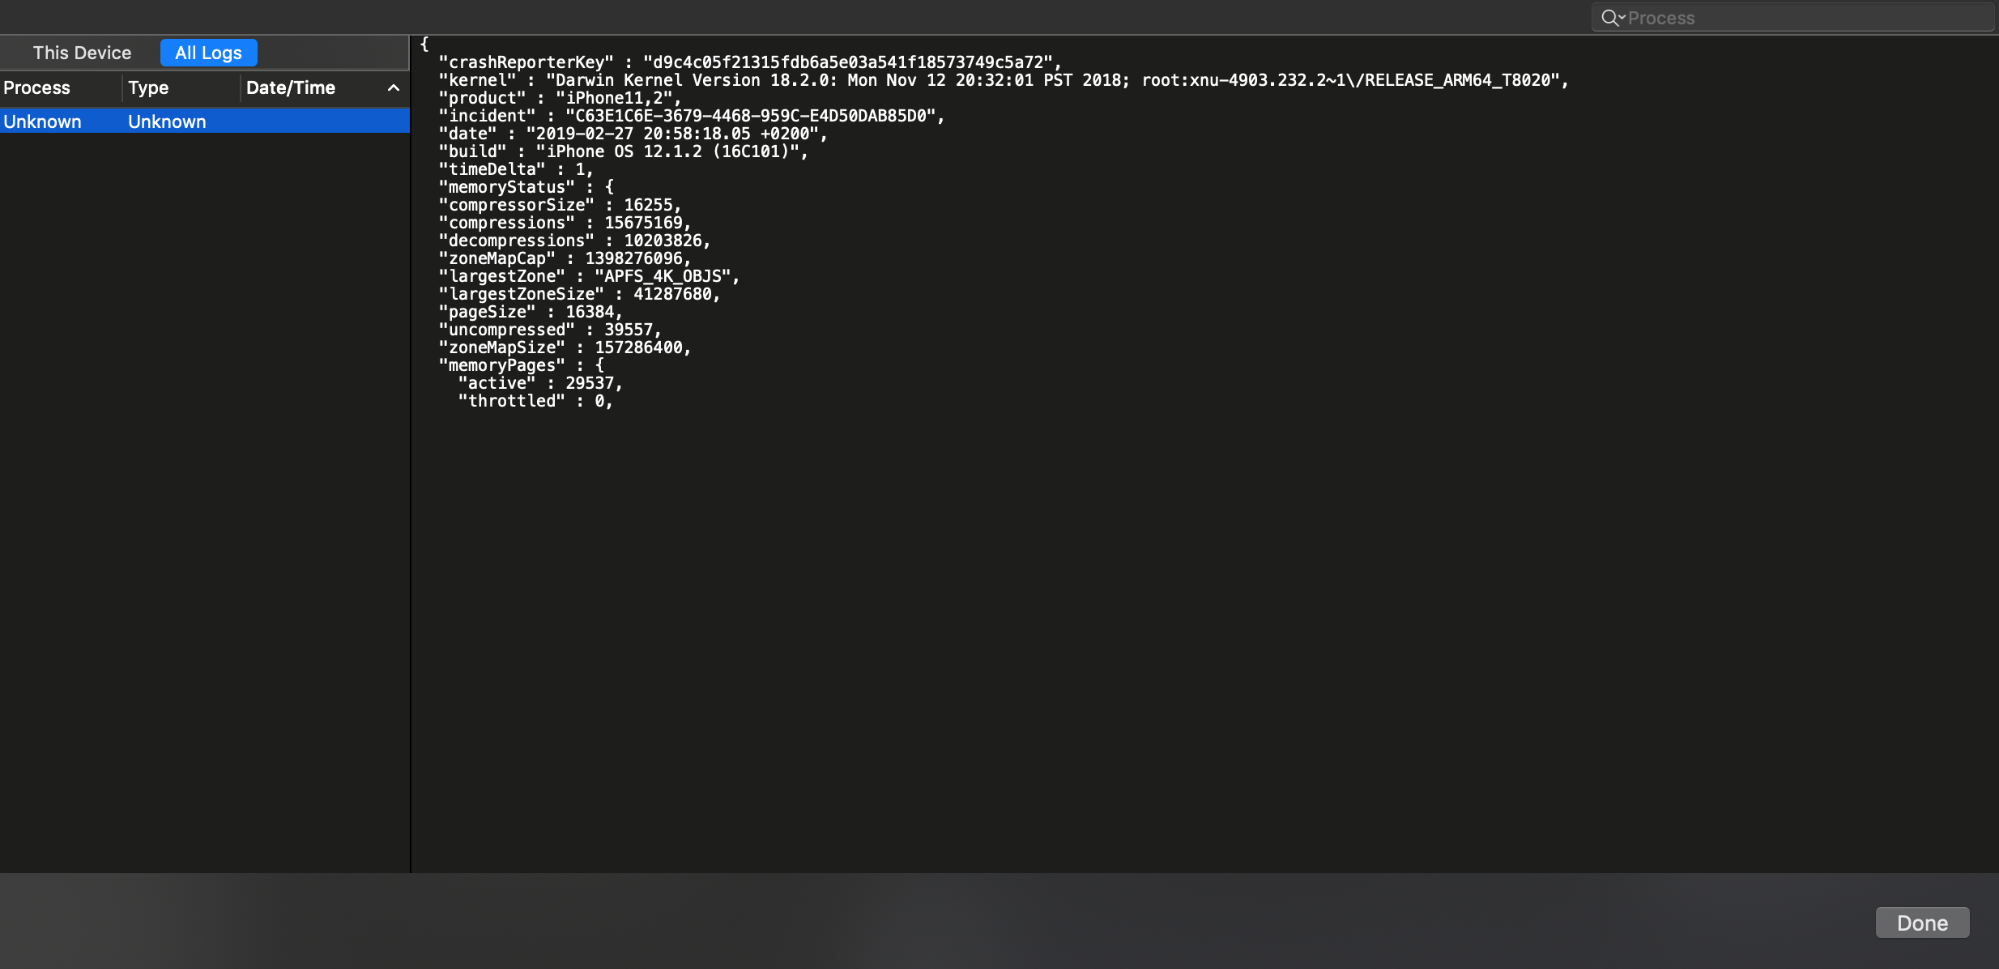 Process
This Device
All Logs
Process
Type
Date/Time
Unknown
Unknown
{
"crashReporterKey" : "d9c4c05f21315fdb6a5e03a541f18573749c5a72",
"kernel" : "Darwin Kernel Version 18.2.0: Mon Nov 12 20:32:01 PST 2018; root:xnu-4903.232.2~1\/RELEASE_ARM64_T8020",
"product" : "iPhone11,2",
"incident" : "C63E1C6E-3679-4468-959C-E4D50DAB85D0",
"date" : "2019-02-27 20:58:18.05 +0200",
"build" : "iPhone OS 12.1.2 (16C101)",
"timeDelta" : 1,
"memoryStatus" : {
"compressorSize" : 16255,
"compressions" : 15675169,
"decompressions" : 10203826,
"zoneMapCap" : 1398276096,
"largestZone" : "APFS_4K_OBJS",
"largestZoneSize" : 41287680,
"pageSize" : 16384,
"uncompressed" : 39557,
"zoneMapSize" : 157286400,
"memoryPages" : {
"active" : 29537,
"throttled" : 0,
Done